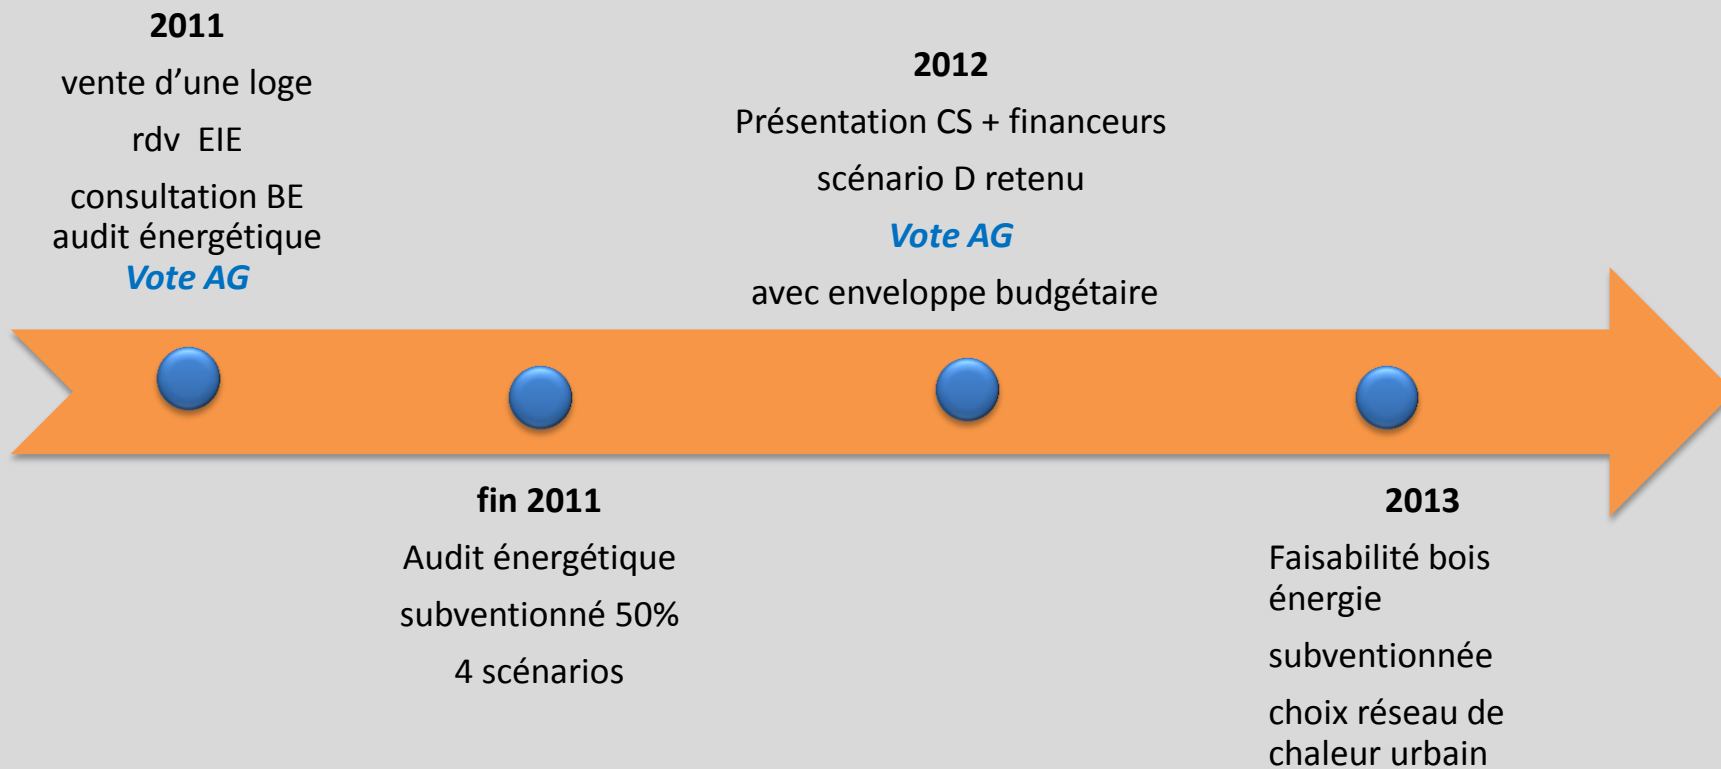 2011
vente d’une loge
rdv EIE
consultation BE
audit énergétique
Vote AG
fin 2011
Audit énergétique
subventionné 50%
4 scénarios
2012
Présentation CS + financeurs
scénario D retenu
Vote AG
avec enveloppe budgétaire
2013
Faisabilité bois
énergie
subventionnée
choix réseau de
chaleur urbain